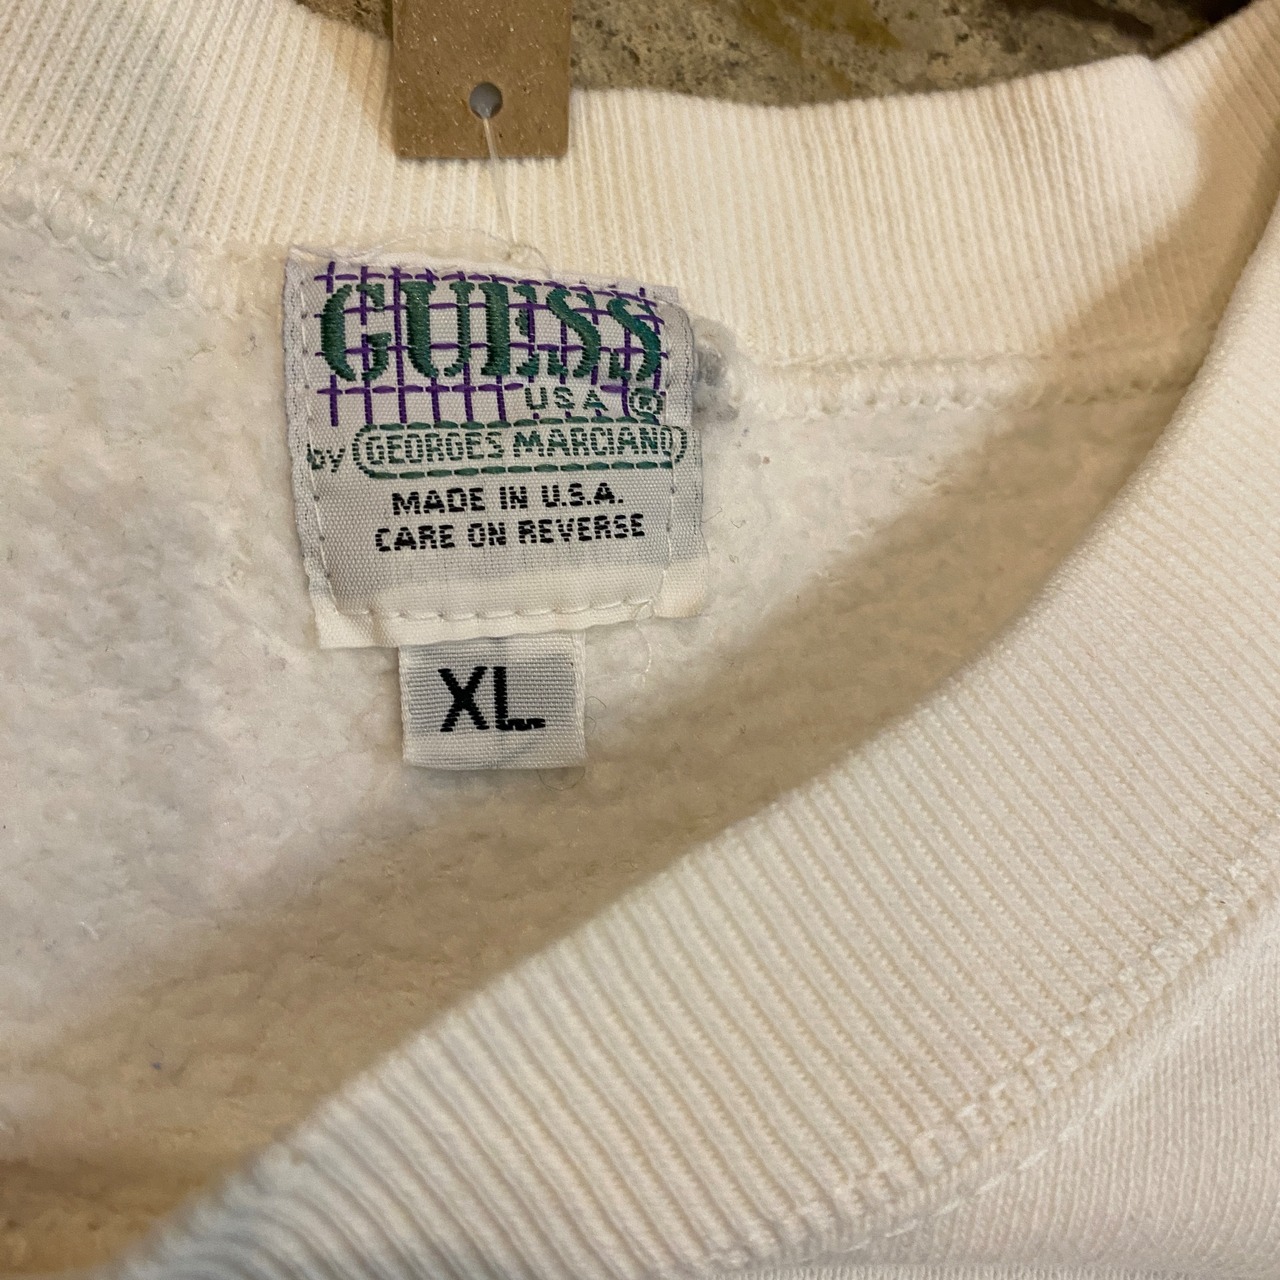 GUESS
USA ®
by GEORGES MARCIANO
MADE IN U.S.A.
CARE ON REVERSE
XL